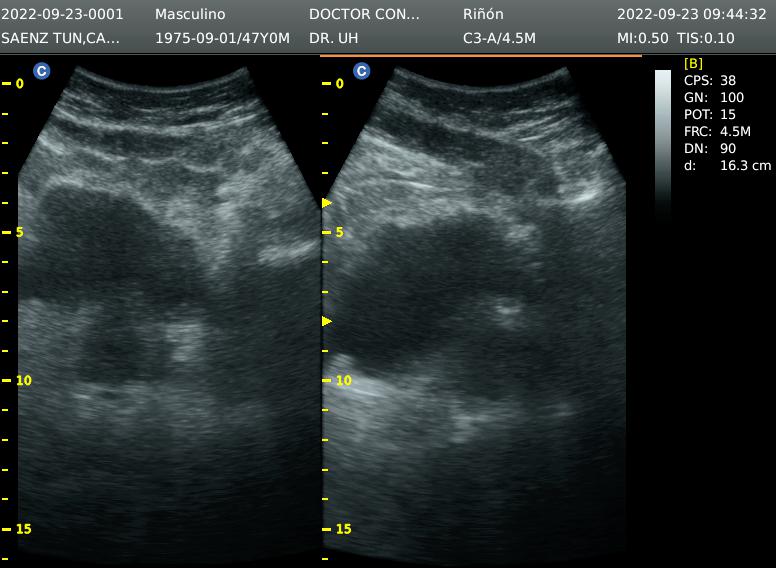 2022-09-23-0001 Masculino DOCTOR CON... Riñón 2022-09-23 09:44:32
SAENZ TUN,CA... 1975-09-01/47Y0M DR. UH C3-A/4.5M MI:0.50 TIS:0.10
[B]
CPS: 38
GN: 100
POT: 15
FRC: 4.5M
DN: 90
d: 16.3 cm
C
0
5
10
15
C
0
5
10
15